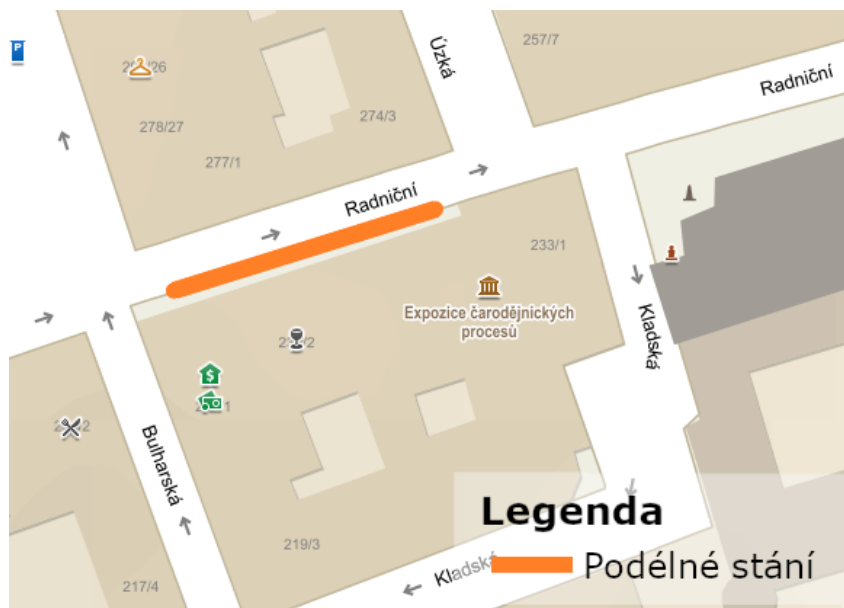 P
257/7
Úzká
Radniční
278/27
274/3
277/1
Radniční
233/1
Expozice čarodějnických
procesů
Kladská
$
Bulharská
Legenda
219/3
Podélné stání
Kladská
217/4